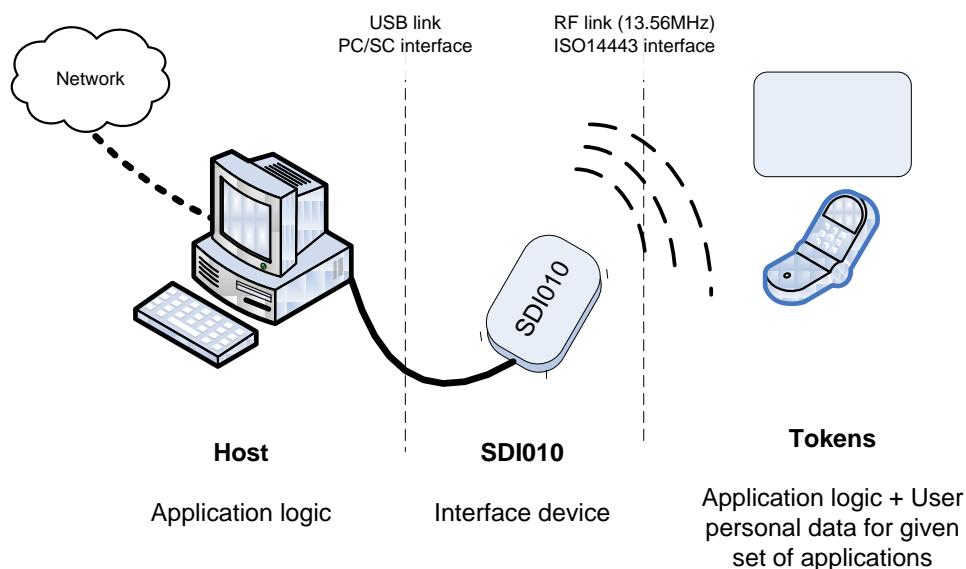 USB link
PC/SC interface
RF link (13.56MHz)
ISO14443 interface
Network
SDI010
Host
Application logic
SDI010
Interface device
Tokens
Application logic + User
personal data for given
set of applications